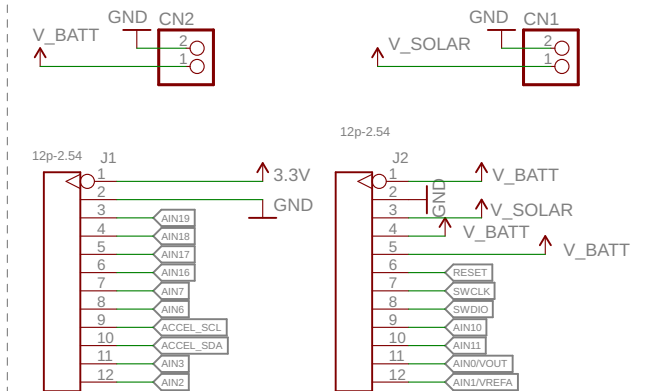 GND CN2
V_BATT
2
1
GND CN1
V_SOLAR
2
1
12p-2.54
J1
1 3.3V
2 GND
3 AIN19
4 AIN18
5 AIN17
6 AIN16
7 AIN7
8 AIN6
9 ACCEL_SCL
10 ACCEL_SDA
11 AIN3
12 AIN2
12p-2.54
J2
1 V_BATT
2 GND
3 V_SOLAR
4 V_BATT
5 V_BATT
6 RESET
7 SWCLK
8 SWDIO
9 AIN10
10 AIN11
11 AIN0/VOUT
12 AIN1/VREFA